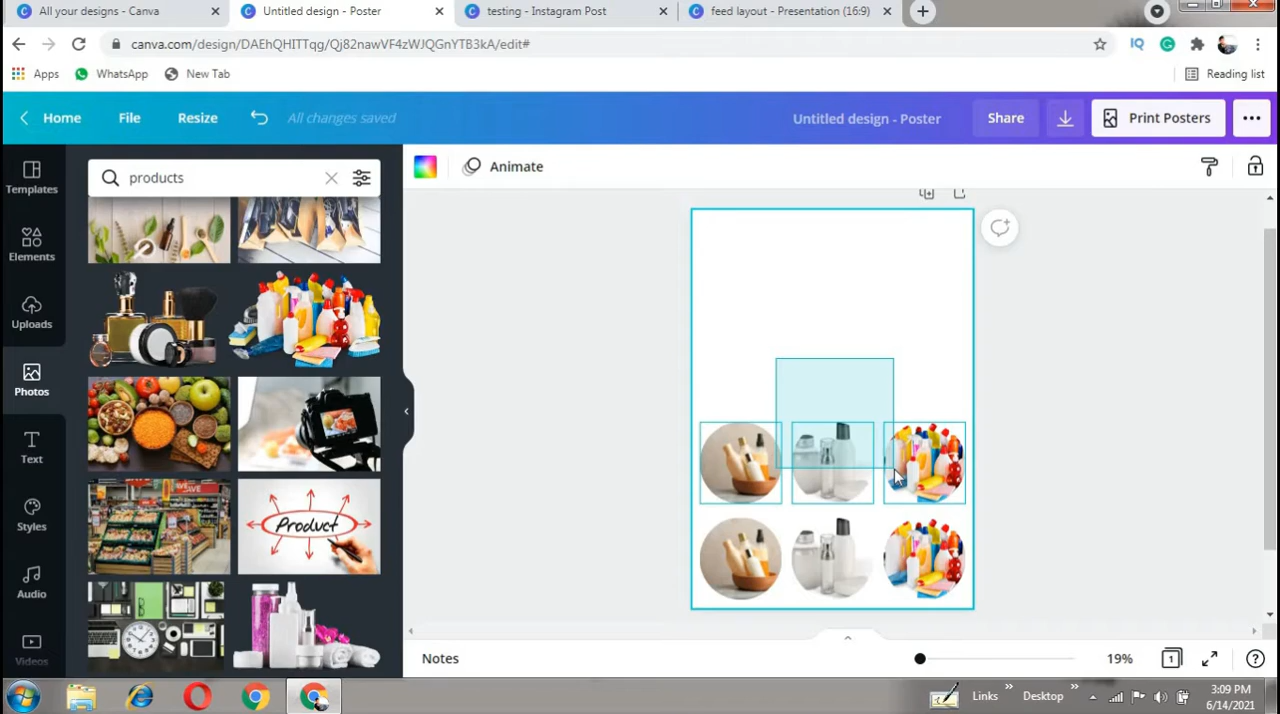 All your designs - Canva
Untitled design - Poster
testing - Instagram Post
feed layout - Presentation (16:9)
canva.com/design/DAEhQHITTqg/Qj82nawVF4zWJQGnYTB3kA/edit#
Apps
WhatsApp
New Tab
Reading list
Home
File
Resize
All changes saved
Untitled design - Poster
Share
Print Posters
products
Animate
Templates
Elements
Uploads
Photos
Text
Styles
Audio
Videos
SAVE
Product
Notes
19%
1
Links
Desktop
3:09 PM
6/14/2021